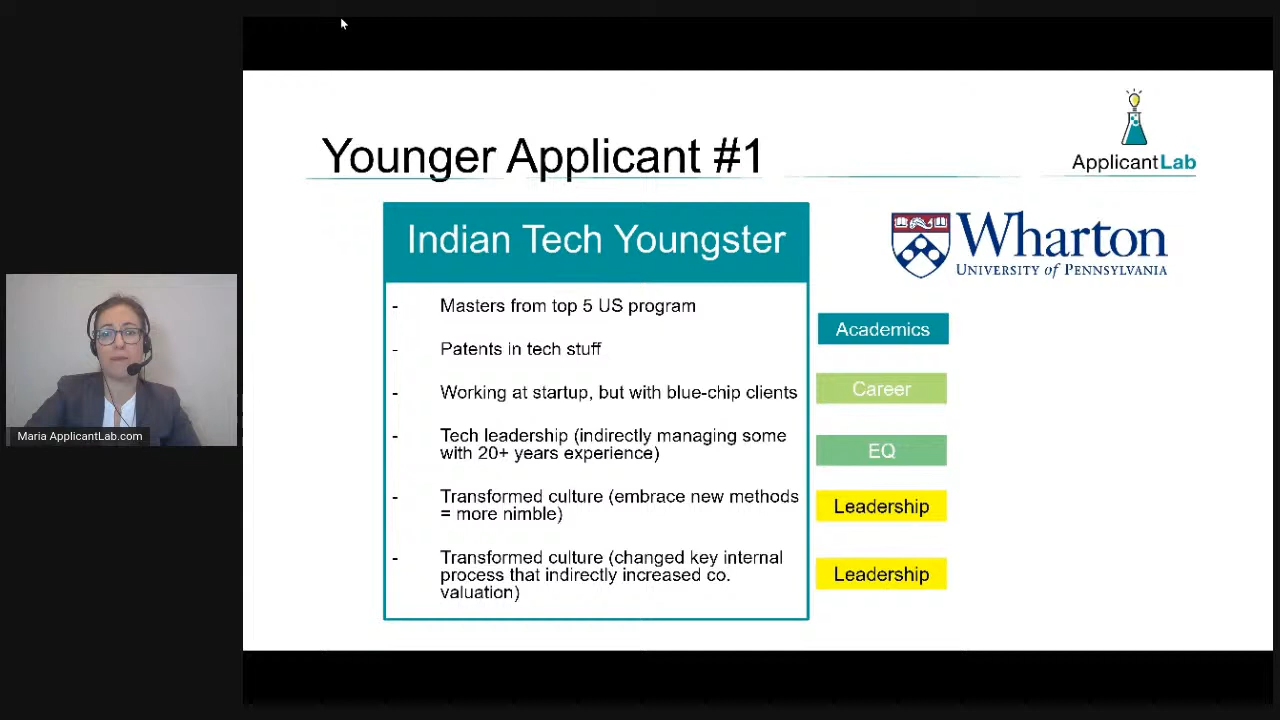 Younger Applicant #1
ApplicantLab
Indian Tech Youngster
Wharton
UNIVERSITY of PENNSYLVANIA
- Masters from top 5 US program
Academics
- Patents in tech stuff
- Working at startup, but with blue-chip clients
Career
- Tech leadership (indirectly managing some
with 20+ years experience)
EQ
- Transformed culture (embrace new methods
= more nimble)
Leadership
- Transformed culture (changed key internal
process that indirectly increased co.
valuation)
Leadership
Maria ApplicantLab.com